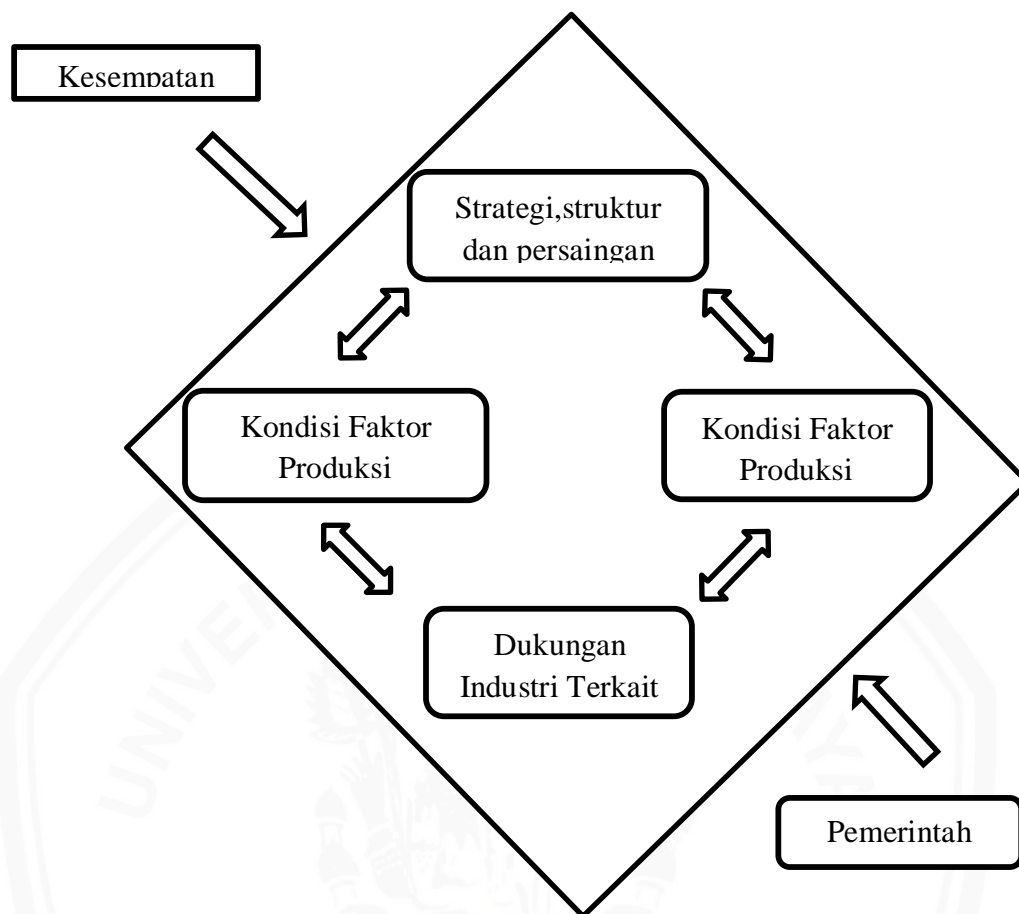 Kesempatan
Strategi,struktur
dan persaingan
Kondisi Faktor
Produksi
Kondisi Faktor
Produksi
Dukungan
Industri Terkait
Pemerintah